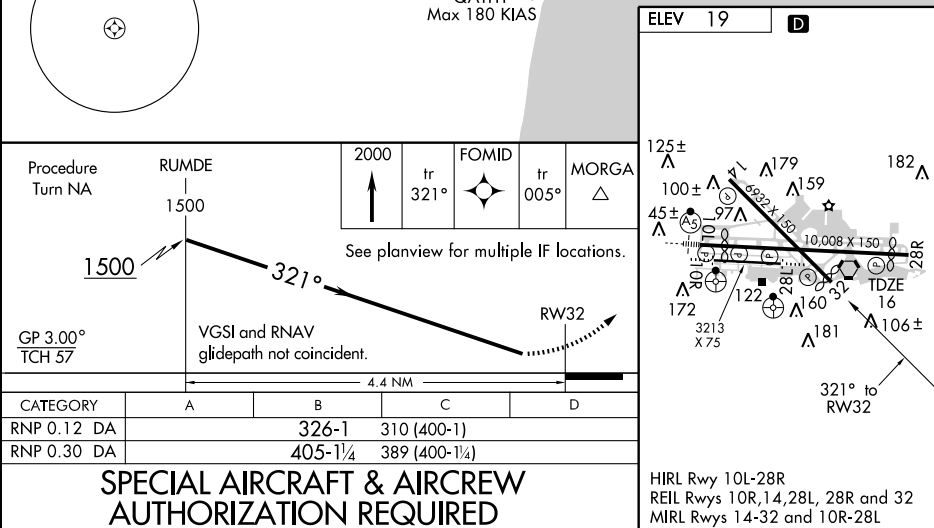 Max 180 KIAS
ELEV 19
D
Procedure
Turn NA
RUMDE
1500
1500
321°
GP 3.00°
TCH 57
VGSI and RNAV
glidepath not coincident.
2000
tr
321°
FOMID
tr
005°
MORGA
See planview for multiple IF locations.
RW32
4.4 NM
CATEGORY A B C D
RNP 0.12 DA 326-1 310 (400-1)
RNP 0.30 DA 405-1¼ 389 (400-1¼)
SPECIAL AIRCRAFT & AIRCREW
AUTHORIZATION REQUIRED
125±
179
182
14
159
100±
97
6932 X 150
45±
A5
P
10L
10,008 X 150
28R
P
P
P
P
P
10R
28L
32
TDZE
16
172
122
160
106±
181
3213
X 75
321° to
RW32
HIRL Rwy 10L-28R
REIL Rwys 10R,14,28L, 28R and 32
MIRL Rwys 14-32 and 10R-28L